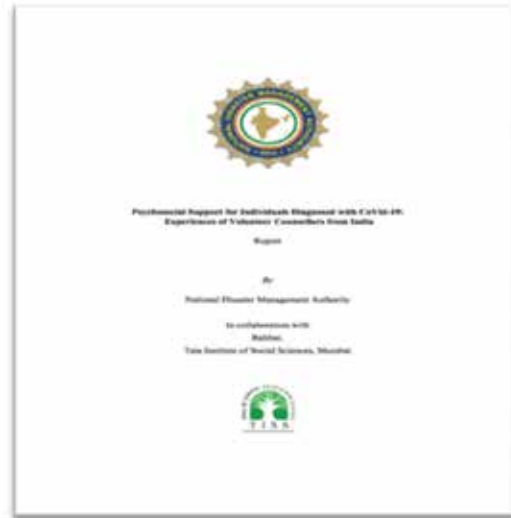 Psychosocial Support for Individuals Diagnosed with CoVid-19:
Experiences of Volunteer Counsellors from India
Report
By
National Disaster Management Authority
In collaboration with
Tata Institute of Social Sciences, Mumbai
TISS